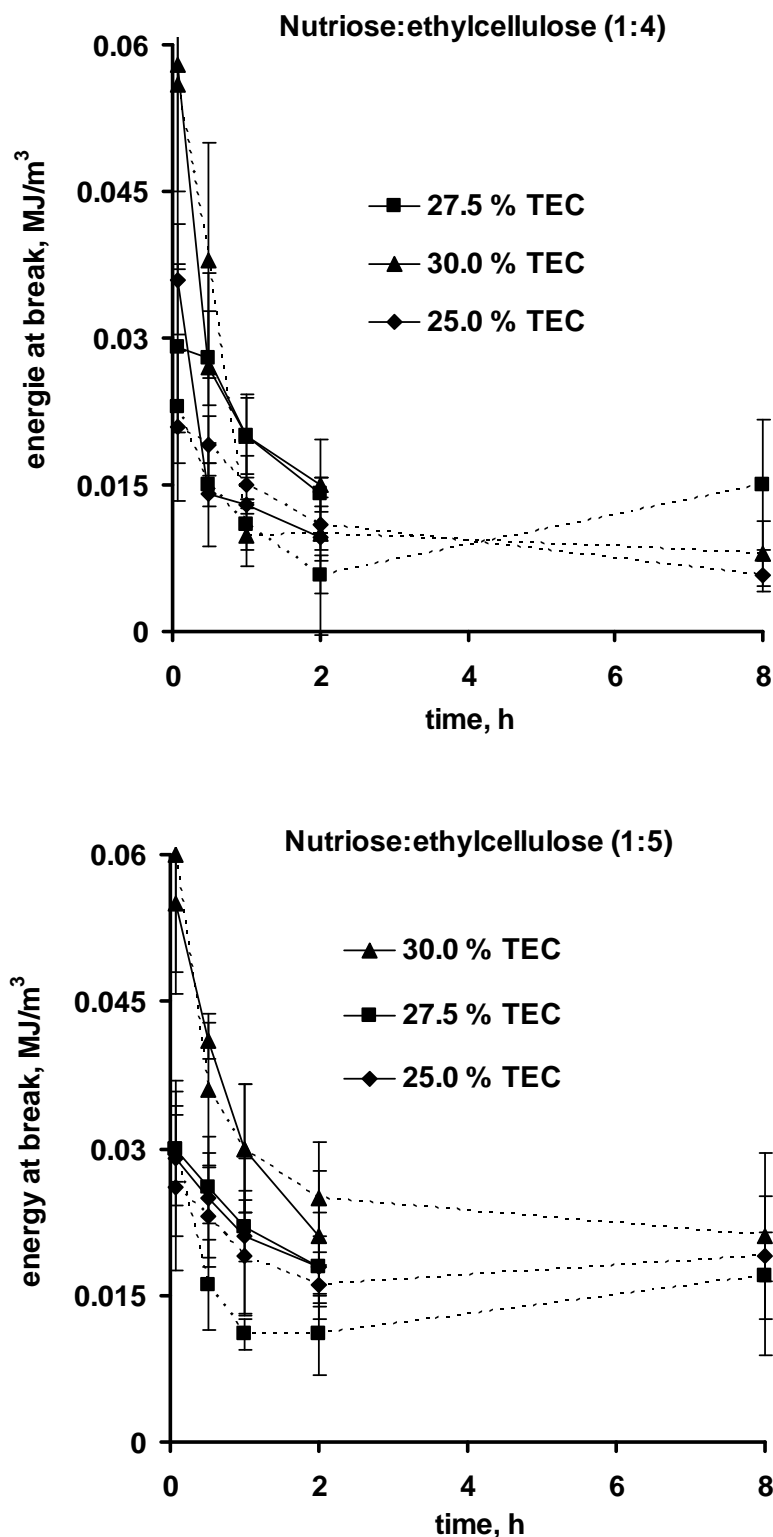 Nutriose:ethylcellulose (1:4)
0.06
0.045
0.03
0.015
0
energie at break, MJ/m³
27.5 % TEC
30.0 % TEC
25.0 % TEC
0 2 4 6 8
time, h
Nutriose:ethylcellulose (1:5)
0.06
0.045
0.03
0.015
0
energy at break, MJ/m³
30.0 % TEC
27.5 % TEC
25.0 % TEC
0 2 4 6 8
time, h